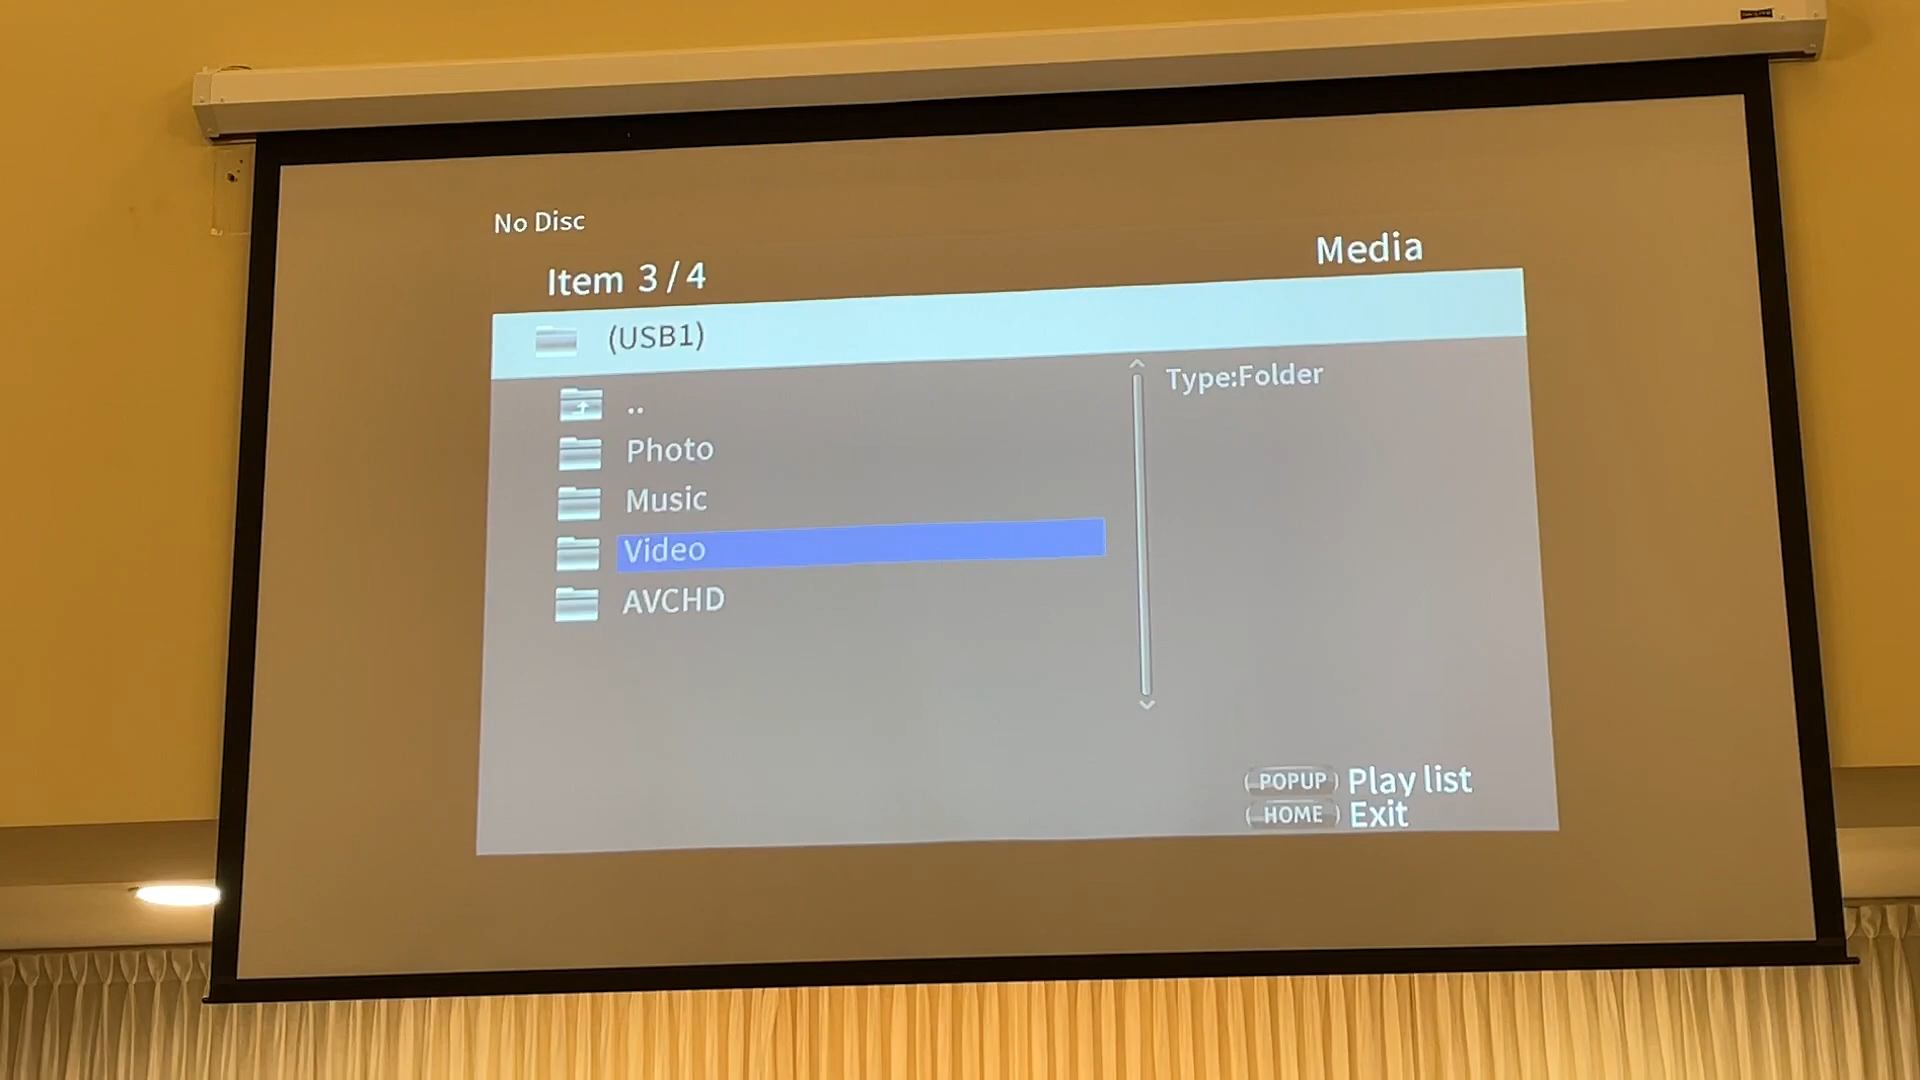 No Disc
Item 3/4
Media
(USB1)
..
Photo
Music
Video
AVCHD
Type:Folder
POPUP Play list
HOME Exit